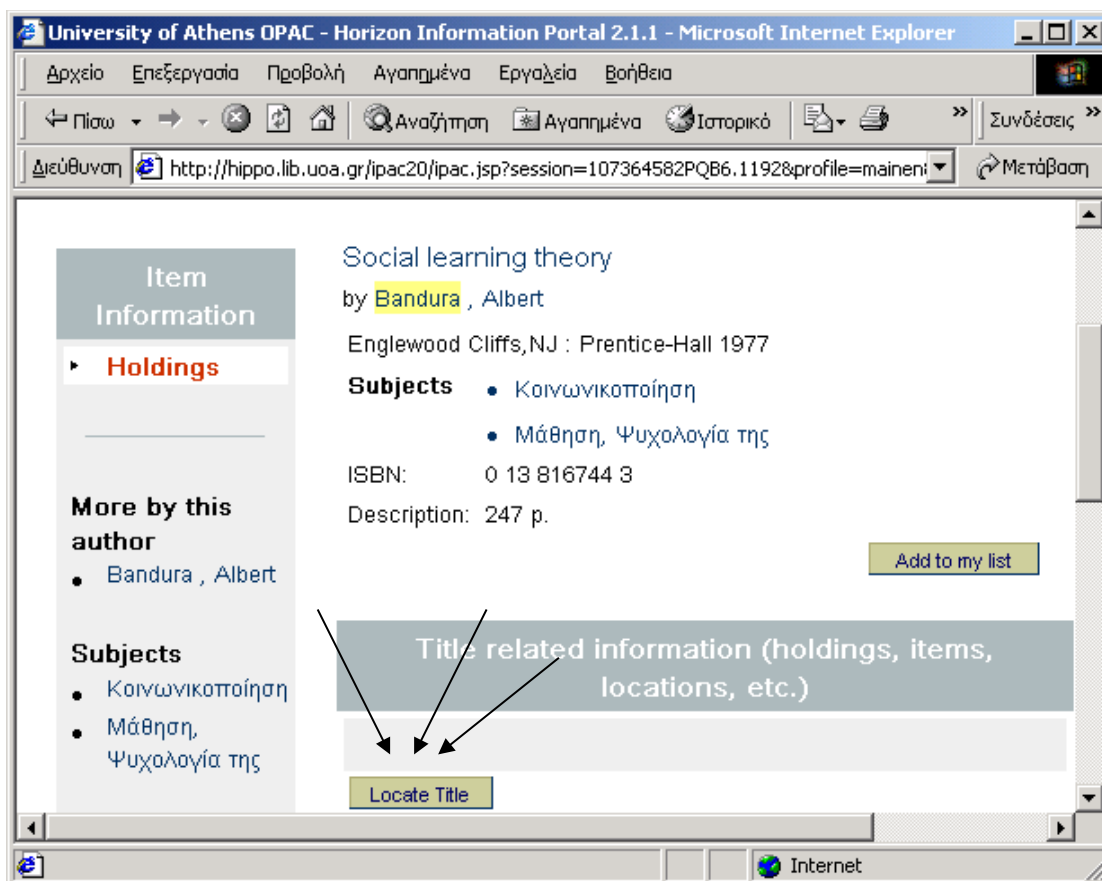 University of Athens OPAC - Horizon Information Portal 2.1.1 - Microsoft Internet Explorer
Αρχείο Επεξεργασία Προβολή Αγαπημένα Εργαλεία Βοήθεια
Πίσω Αναζήτηση Αγαπημένα Ιστορικό » Συνδέσεις »
Διεύθυνση http://hippo.lib.uoa.gr/ipac20/ipac.jsp?session=107364582PQB6.1192&profile=mainen Μετάβαση
Item
Information
Holdings
More by this
author
Bandura , Albert
Subjects
Κοινωνικοποίηση
Μάθηση,
Ψυχολογία της
Social learning theory
by Bandura , Albert
Englewood Cliffs,NJ : Prentice-Hall 1977
Subjects • Κοινωνικοποίηση
• Μάθηση, Ψυχολογία της
ISBN: 0 13 816744 3
Description: 247 p.
Add to my list
Title related information (holdings, items,
locations, etc.)
Locate Title
Internet